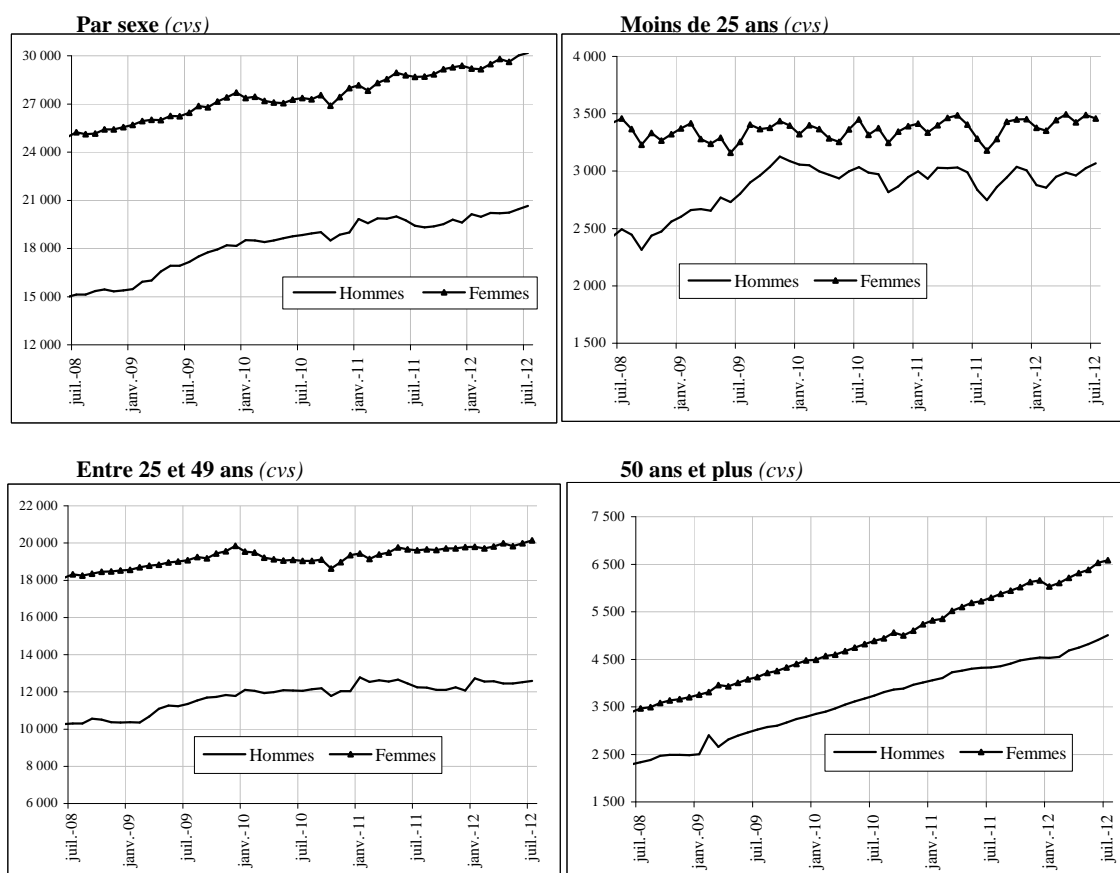 Par sexe (cvs)
30 000
27 000
24 000
21 000
18 000
15 000
12 000
Hommes
Femmes
juil.-08
janv.-09
juil.-09
janv.-10
juil.-10
janv.-11
juil.-11
janv.-12
juil.-12
Moins de 25 ans (cvs)
4 000
3 500
3 000
2 500
2 000
1 500
Hommes
Femmes
juil.-08
janv.-09
juil.-09
janv.-10
juil.-10
janv.-11
juil.-11
janv.-12
juil.-12
Entre 25 et 49 ans (cvs)
22 000
20 000
18 000
16 000
14 000
12 000
10 000
8 000
6 000
Hommes
Femmes
juil.-08
janv.-09
juil.-09
janv.-10
juil.-10
janv.-11
juil.-11
janv.-12
juil.-12
50 ans et plus (cvs)
7 500
6 500
5 500
4 500
3 500
2 500
1 500
Hommes
Femmes
juil.-08
janv.-09
juil.-09
janv.-10
juil.-10
janv.-11
juil.-11
janv.-12
juil.-12